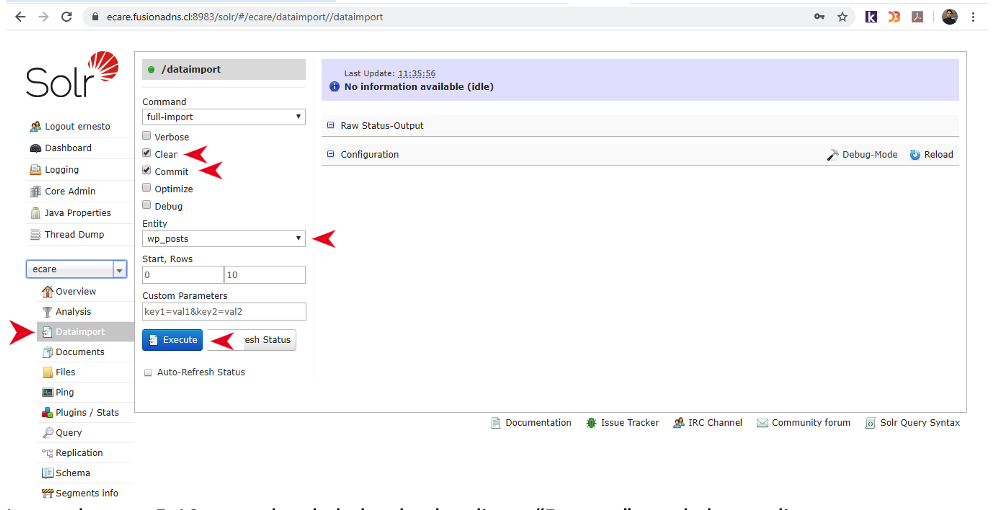 ecare.fusionadns.cl:8983/solr/#/ecare/dataimport//dataimport
Solr
Logout ernesto
Dashboard
Logging
Core Admin
Java Properties
Thread Dump
ecare
Overview
Analysis
Dataimport
Documents
Files
Ping
Plugins / Stats
Query
Replication
Schema
Segments info
/dataimport
Command
full-import
Verbose
Clean
Commit
Optimize
Debug
Entity
wp_posts
Start, Rows
0 10
Custom Parameters
key1=val1&key2=val2
Execute
Status
Auto-Refresh Status
Last Update: 11:35:56
No information available (idle)
Raw Status-Output
Configuration
Debug-Mode Reload
Documentation Issue Tracker IRC Channel Community forum Solr Query Syntax